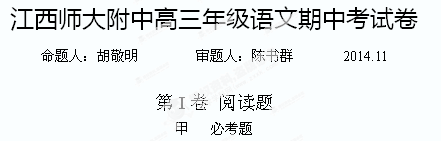 江西师大附中高三年级语文期中考试卷
命题人：胡敬明 审题人：陈书群 2014.11
第 I 卷 阅读题
甲 必考题